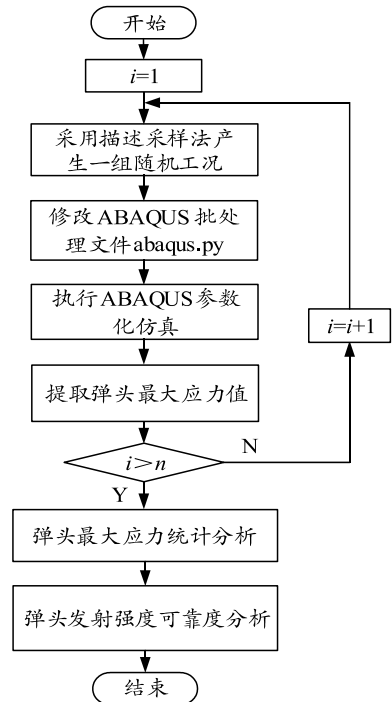 开始
i=1
采用描述采样法产
生一组随机工况
修改ABAQUS批处
理文件abaqus.py
执行ABAQUS参数
化仿真
i=i+1
提取弹头最大应力值
i>n
N
Y
弹头最大应力统计分析
弹头发射强度可靠度分析
结束